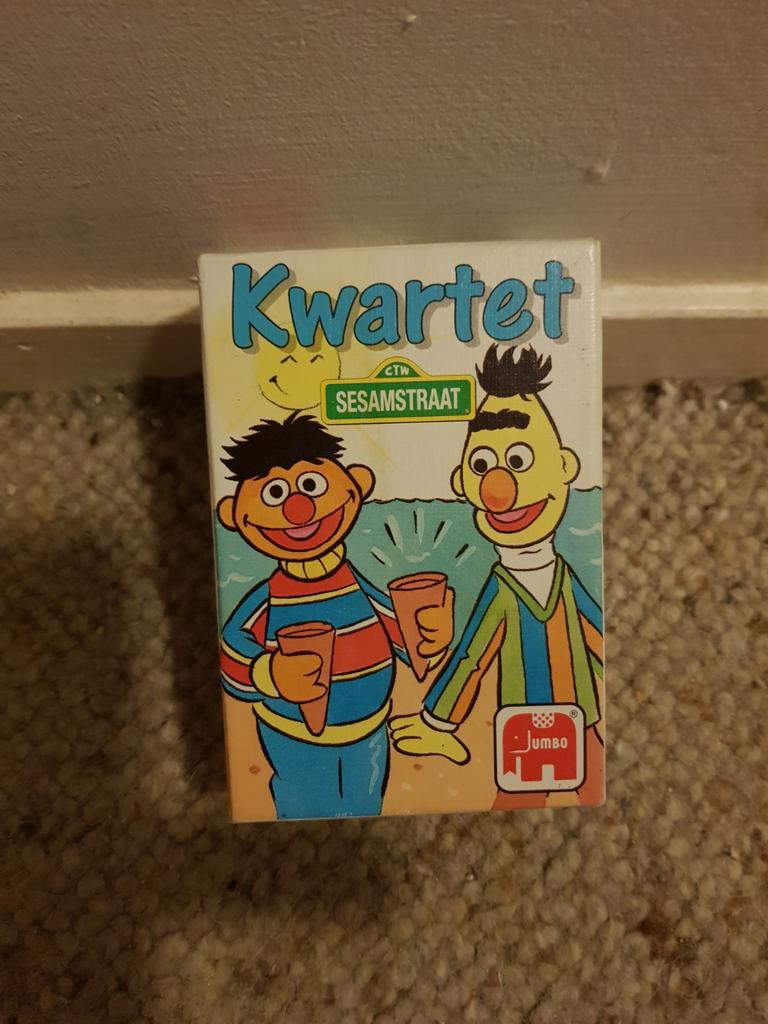 Kwartet
CTW
SESAMSTRAAT
JUMBO
®